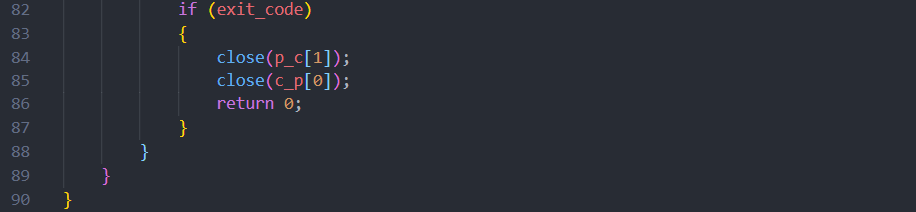 82 if (exit_code)
83 {
84 close(p_c[1]);
85 close(c_p[0]);
86 return 0;
87 }
88 }
89 }
90 }